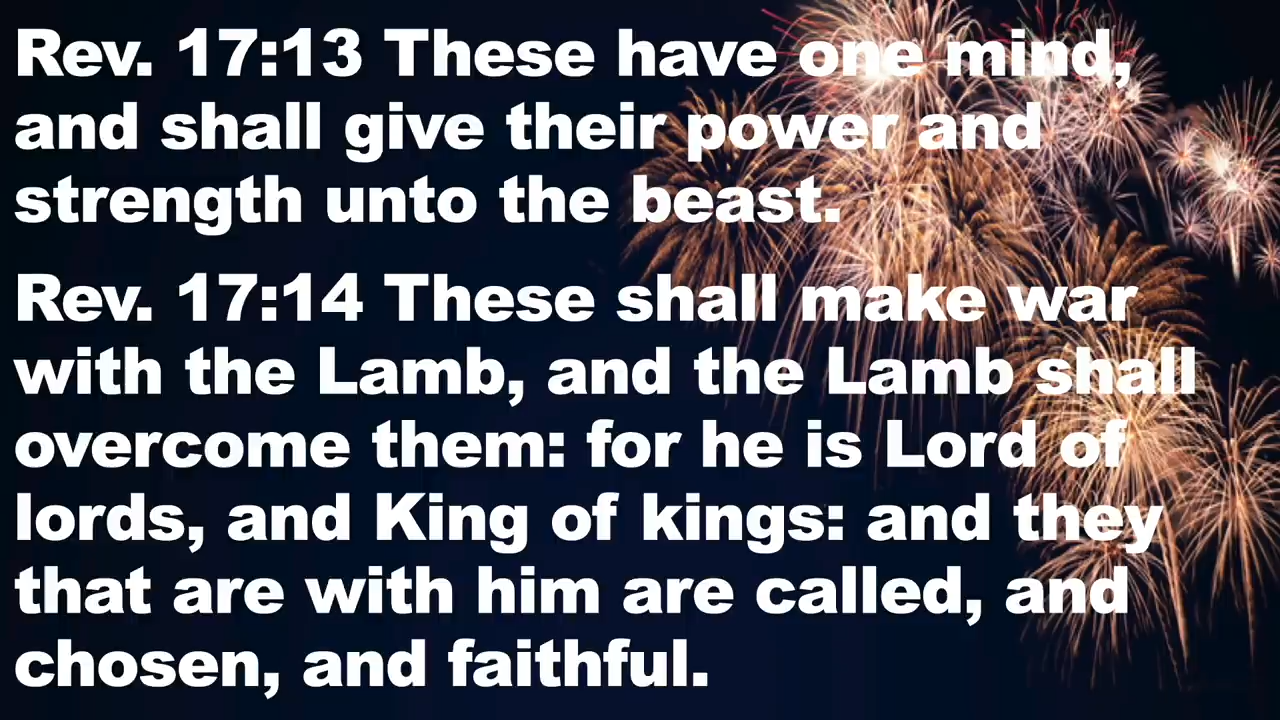 Rev. 17:13 These have one mind,
and shall give their power and
strength unto the beast.
Rev. 17:14 These shall make war
with the Lamb, and the Lamb shall
overcome them: for he is Lord of
lords, and King of kings: and they
that are with him are called, and
chosen, and faithful.